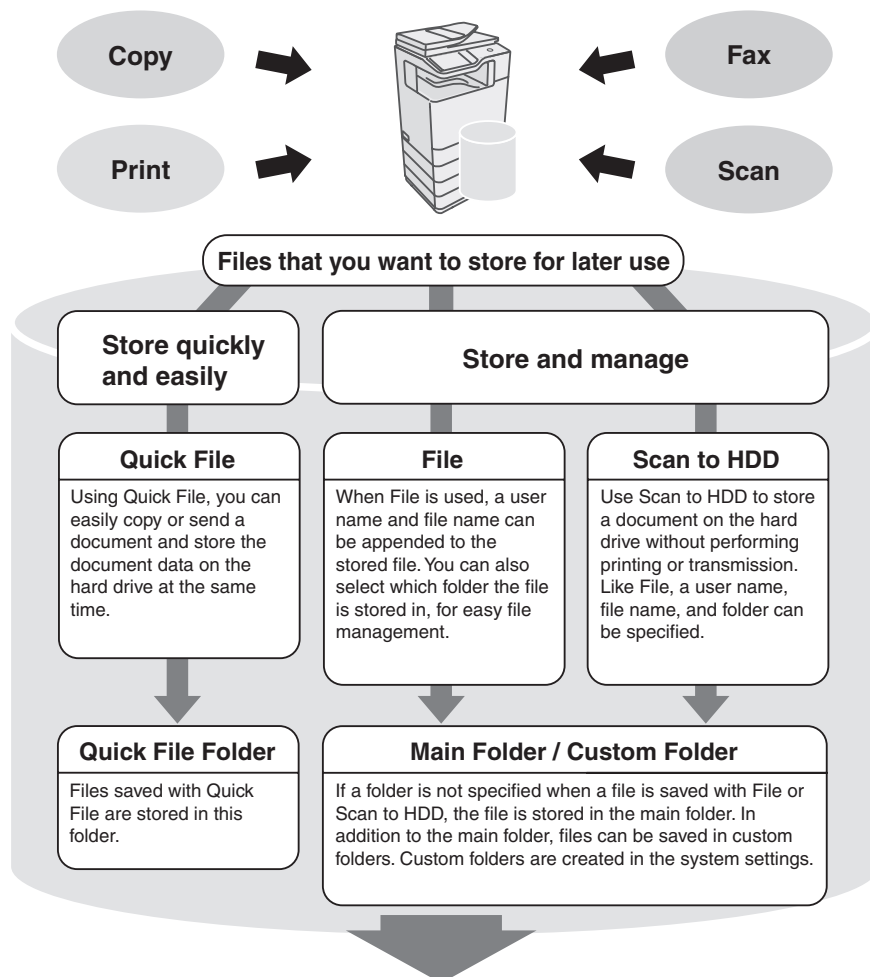 Copy
Fax
Print
Scan
Files that you want to store for later use
Store quickly
and easily
Store and manage
Quick File
Using Quick File, you can
easily copy or send a
document and store the
document data on the
hard drive at the same
time.
File
When File is used, a user
name and file name can
be appended to the
stored file. You can also
select which folder the file
is stored in, for easy file
management.
Scan to HDD
Use Scan to HDD to store
a document on the hard
drive without performing
printing or transmission.
Like File, a user name,
file name, and folder can
be specified.
Quick File Folder
Files saved with Quick
File are stored in this
folder.
Main Folder / Custom Folder
If a folder is not specified when a file is saved with File or
Scan to HDD, the file is stored in the main folder. In
addition to the main folder, files can be saved in custom
folders. Custom folders are created in the system settings.